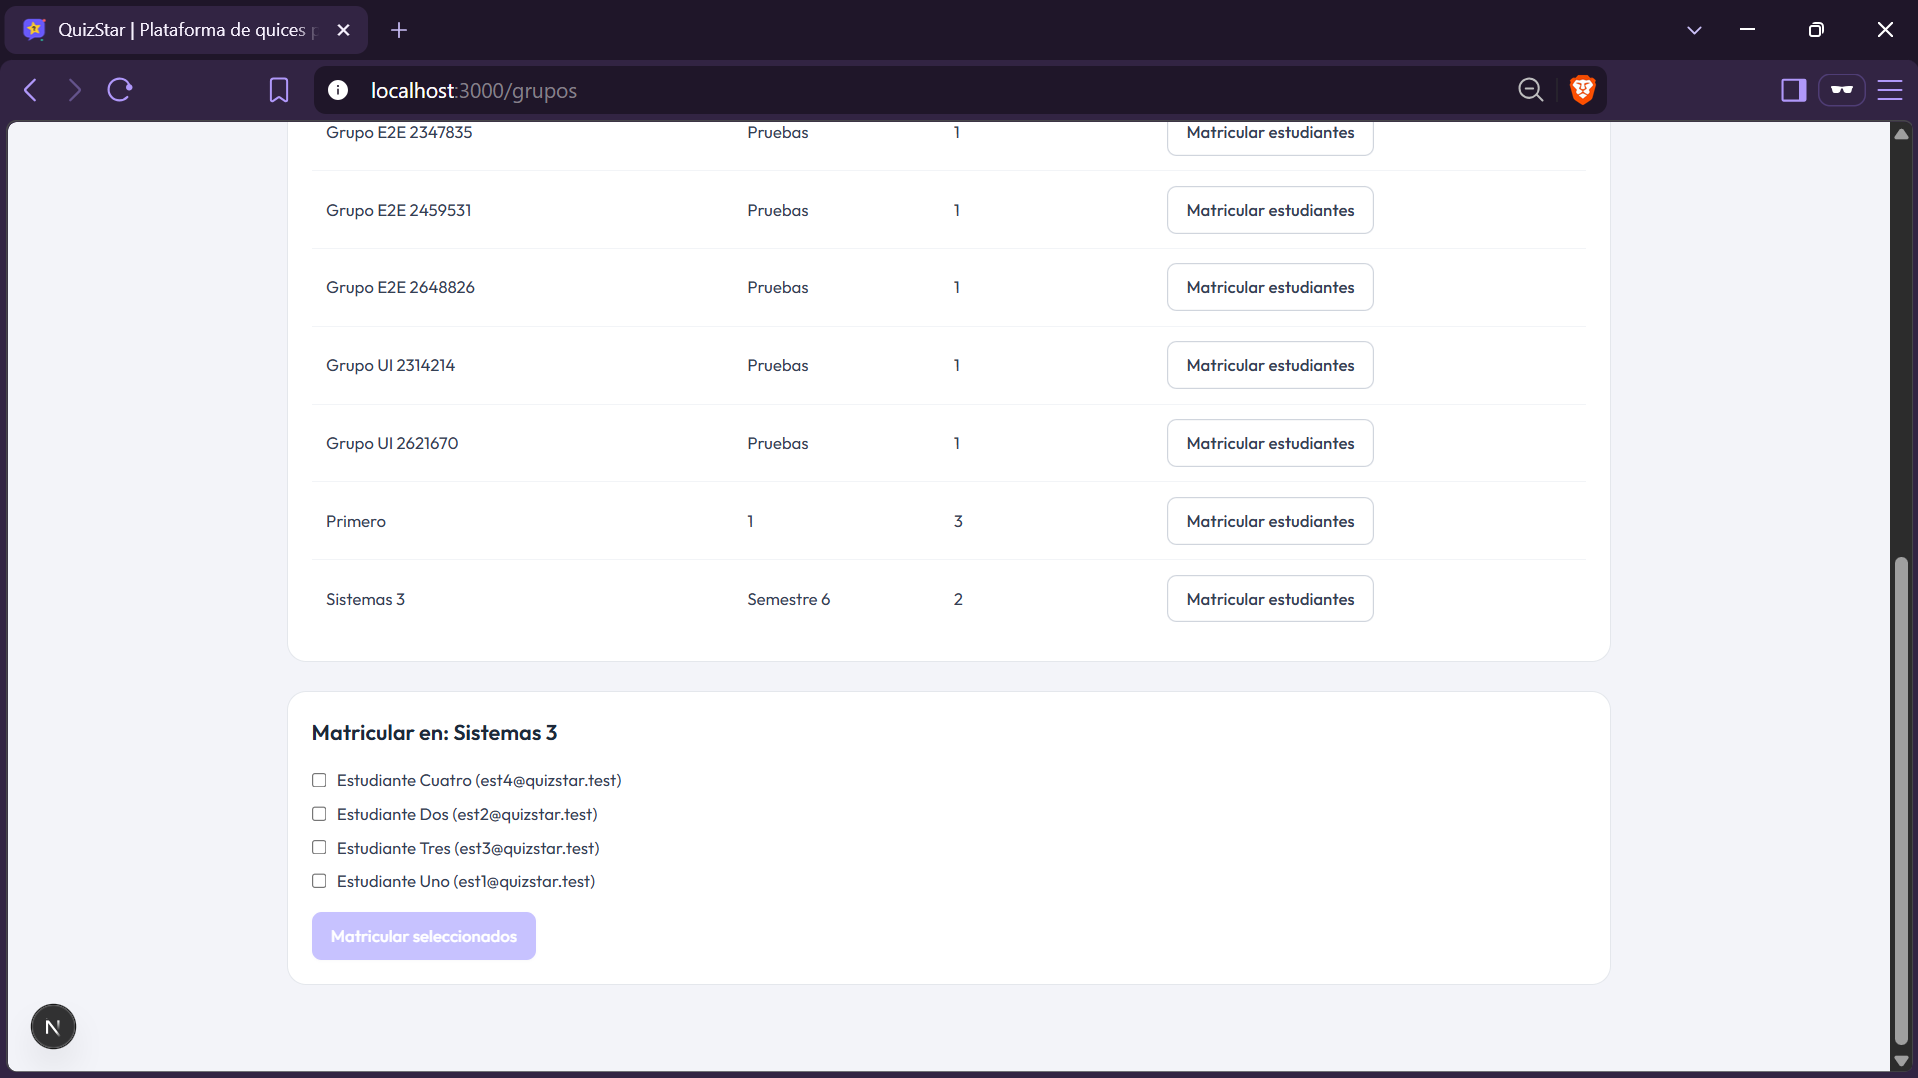 QuizStar | Plataforma de quices p
localhost:3000/grupos
Grupo E2E 2347835 Pruebas 1 Matricular estudiantes
Grupo E2E 2459531 Pruebas 1 Matricular estudiantes
Grupo E2E 2648826 Pruebas 1 Matricular estudiantes
Grupo UI 2314214 Pruebas 1 Matricular estudiantes
Grupo UI 2621670 Pruebas 1 Matricular estudiantes
Primero 1 3 Matricular estudiantes
Sistemas 3 Semestre 6 2 Matricular estudiantes
Matricular en: Sistemas 3
Estudiante Cuatro (est4@quizstar.test)
Estudiante Dos (est2@quizstar.test)
Estudiante Tres (est3@quizstar.test)
Estudiante Uno (est1@quizstar.test)
Matricular seleccionados
N